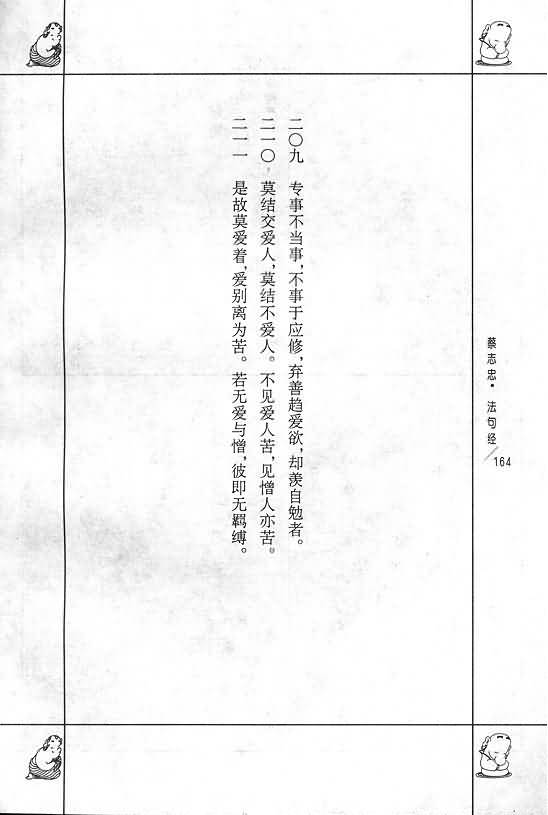 二〇九 专事不当事，不事于应修，弃善趋爱欲，却羡自勉者。
二一〇，莫结交爱人，莫结不爱人。不见爱人苦，见憎人亦苦。
二一一 是故莫爱着，爱别离为苦。若无爱与憎，彼即无羁缚。
蔡志忠·法句经/164